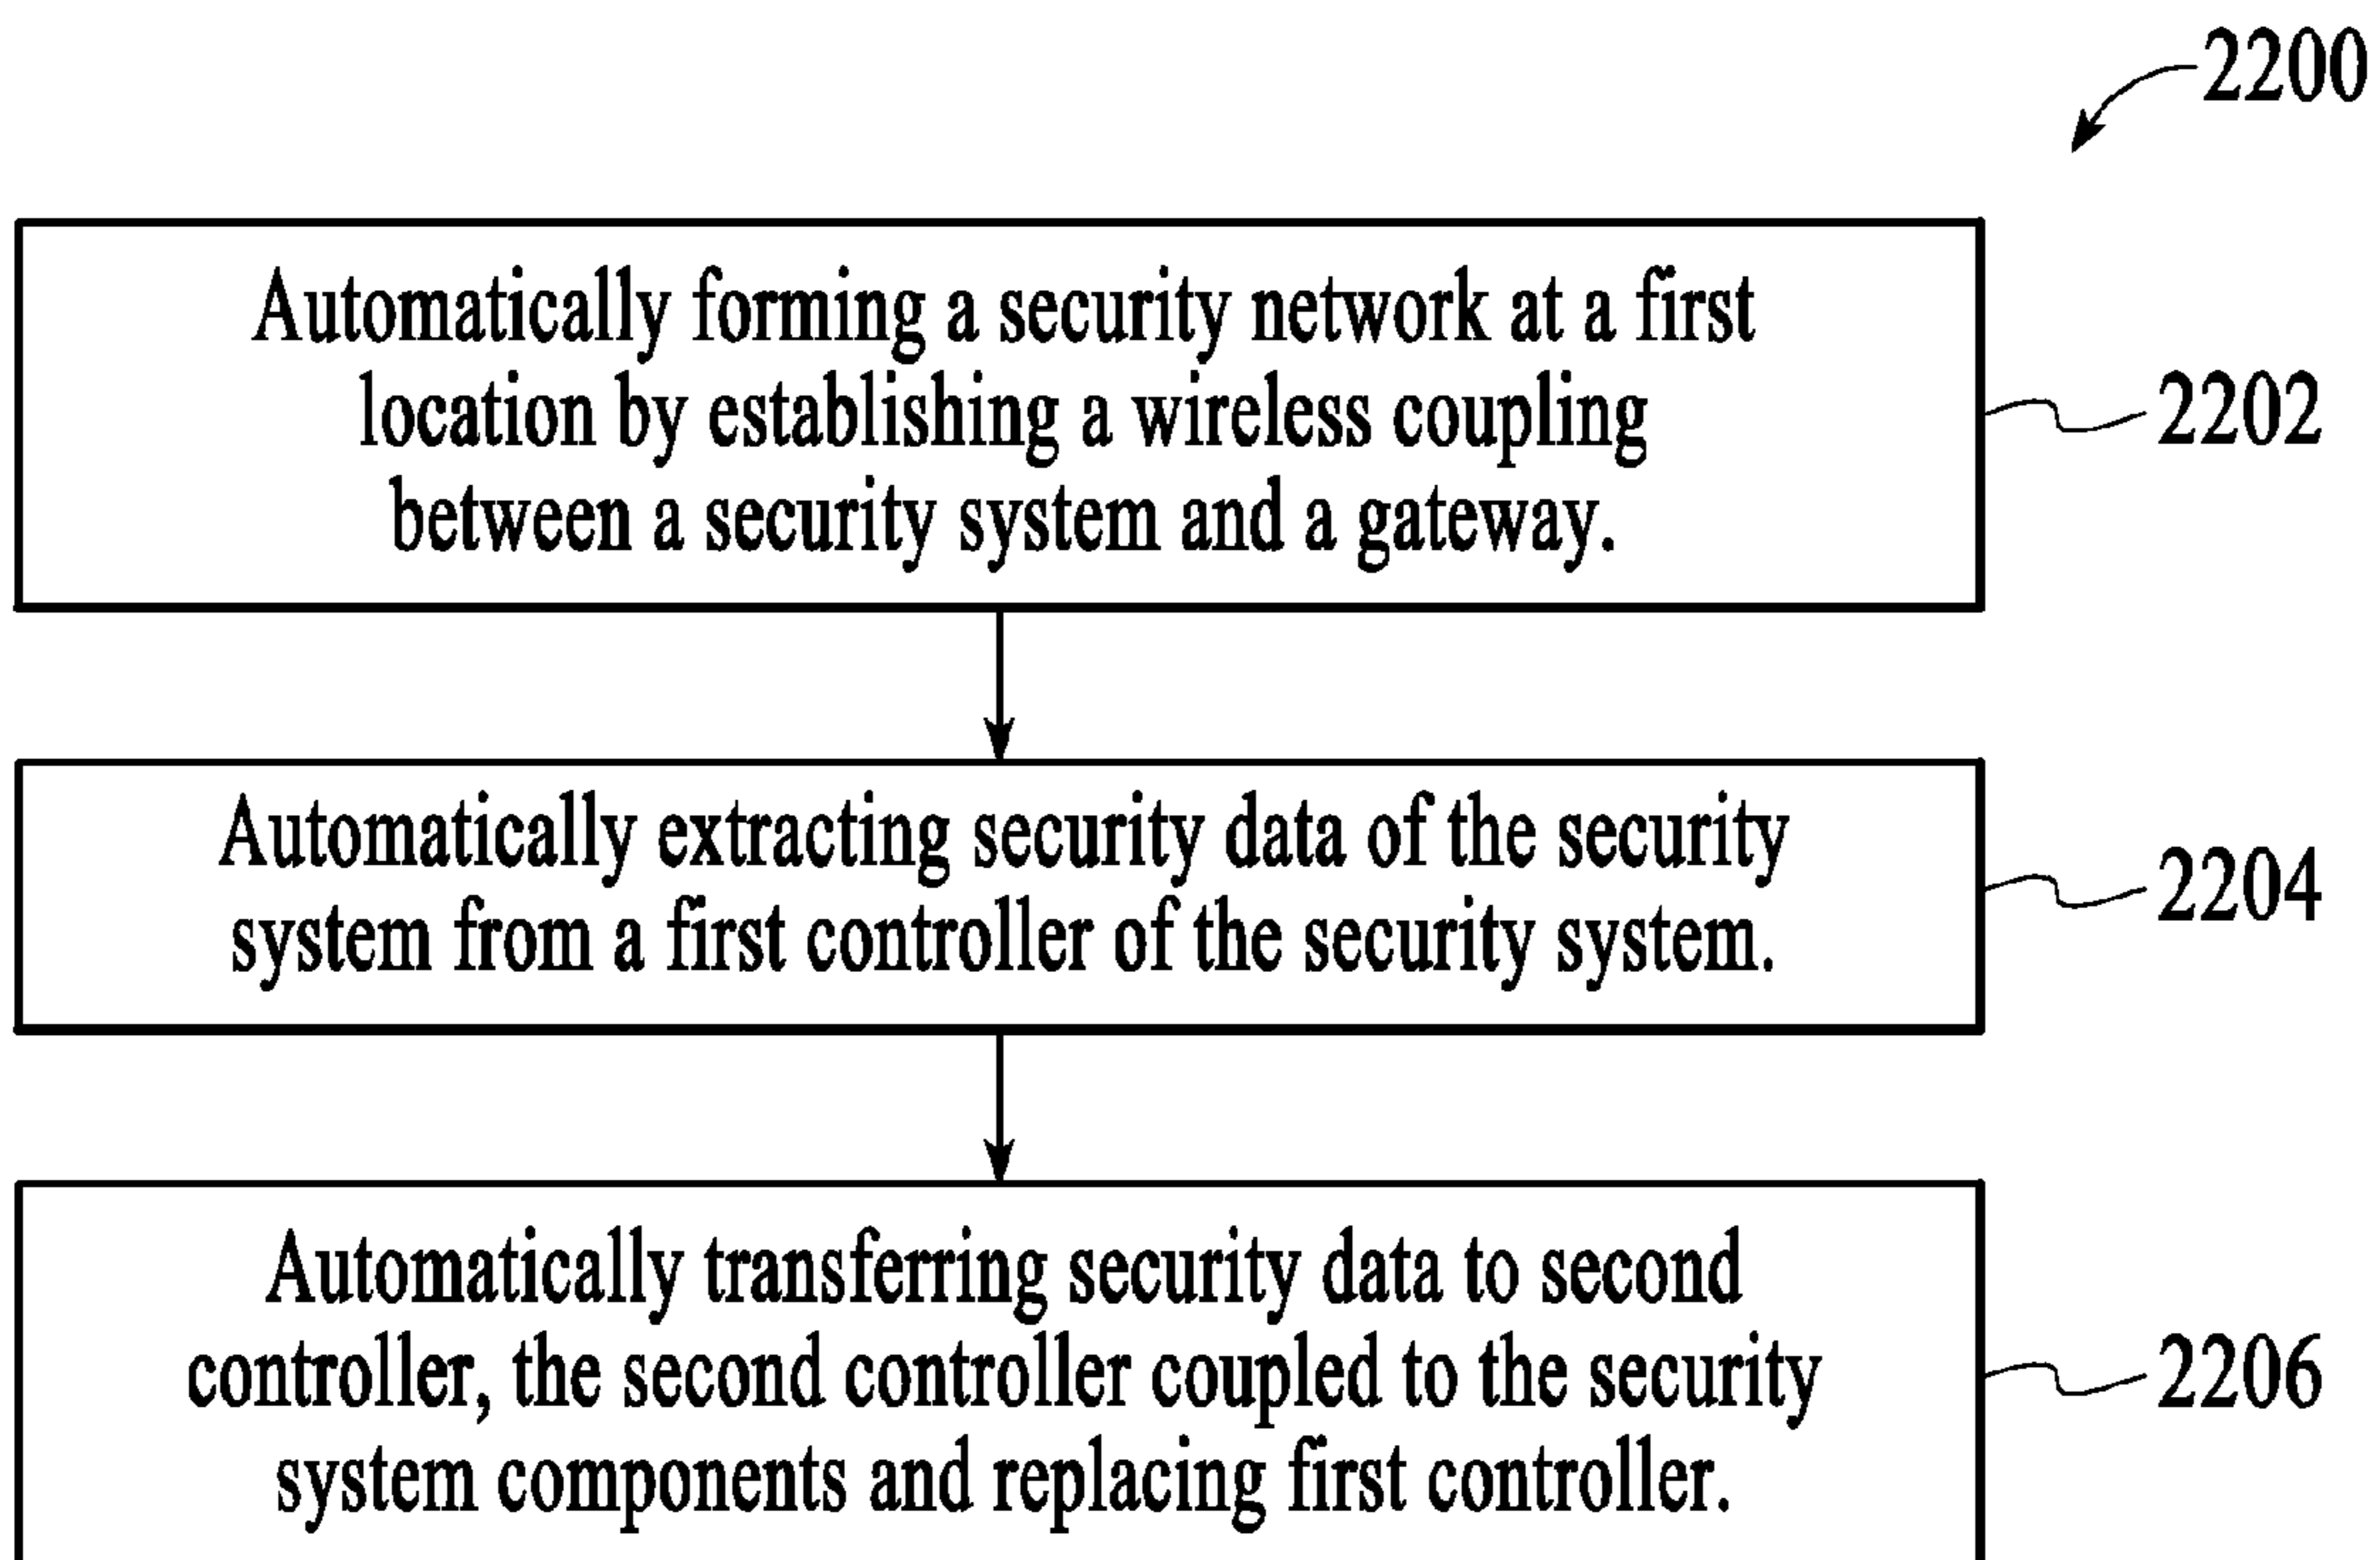 2200
Automatically forming a security network at a first
location by establishing a wireless coupling
between a security system and a gateway.
2202
Automatically extracting security data of the security
system from a first controller of the security system.
2204
Automatically transferring security data to second
controller, the second controller coupled to the security
system components and replacing first controller.
2206